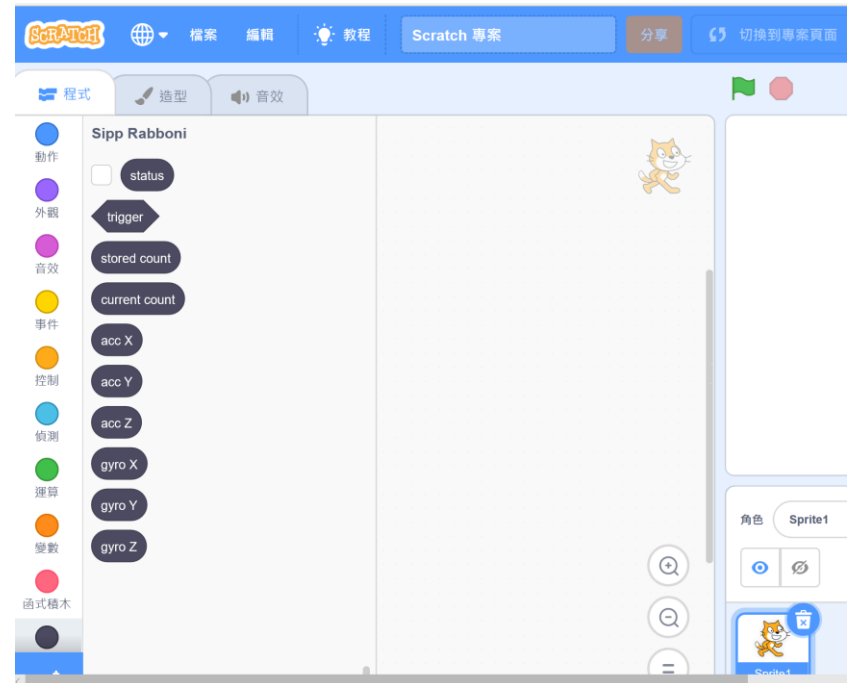 SCRATCH 檔案 編輯 教程 Scratch 專案 分享 切換到專案頁面
程式 造型 音效
Sipp Rabboni
動作
外觀
音效
事件
控制
偵測
運算
變數
函式積木
status
trigger
stored count
current count
acc X
acc Y
acc Z
gyro X
gyro Y
gyro Z
角色 Sprite1
Sprite1